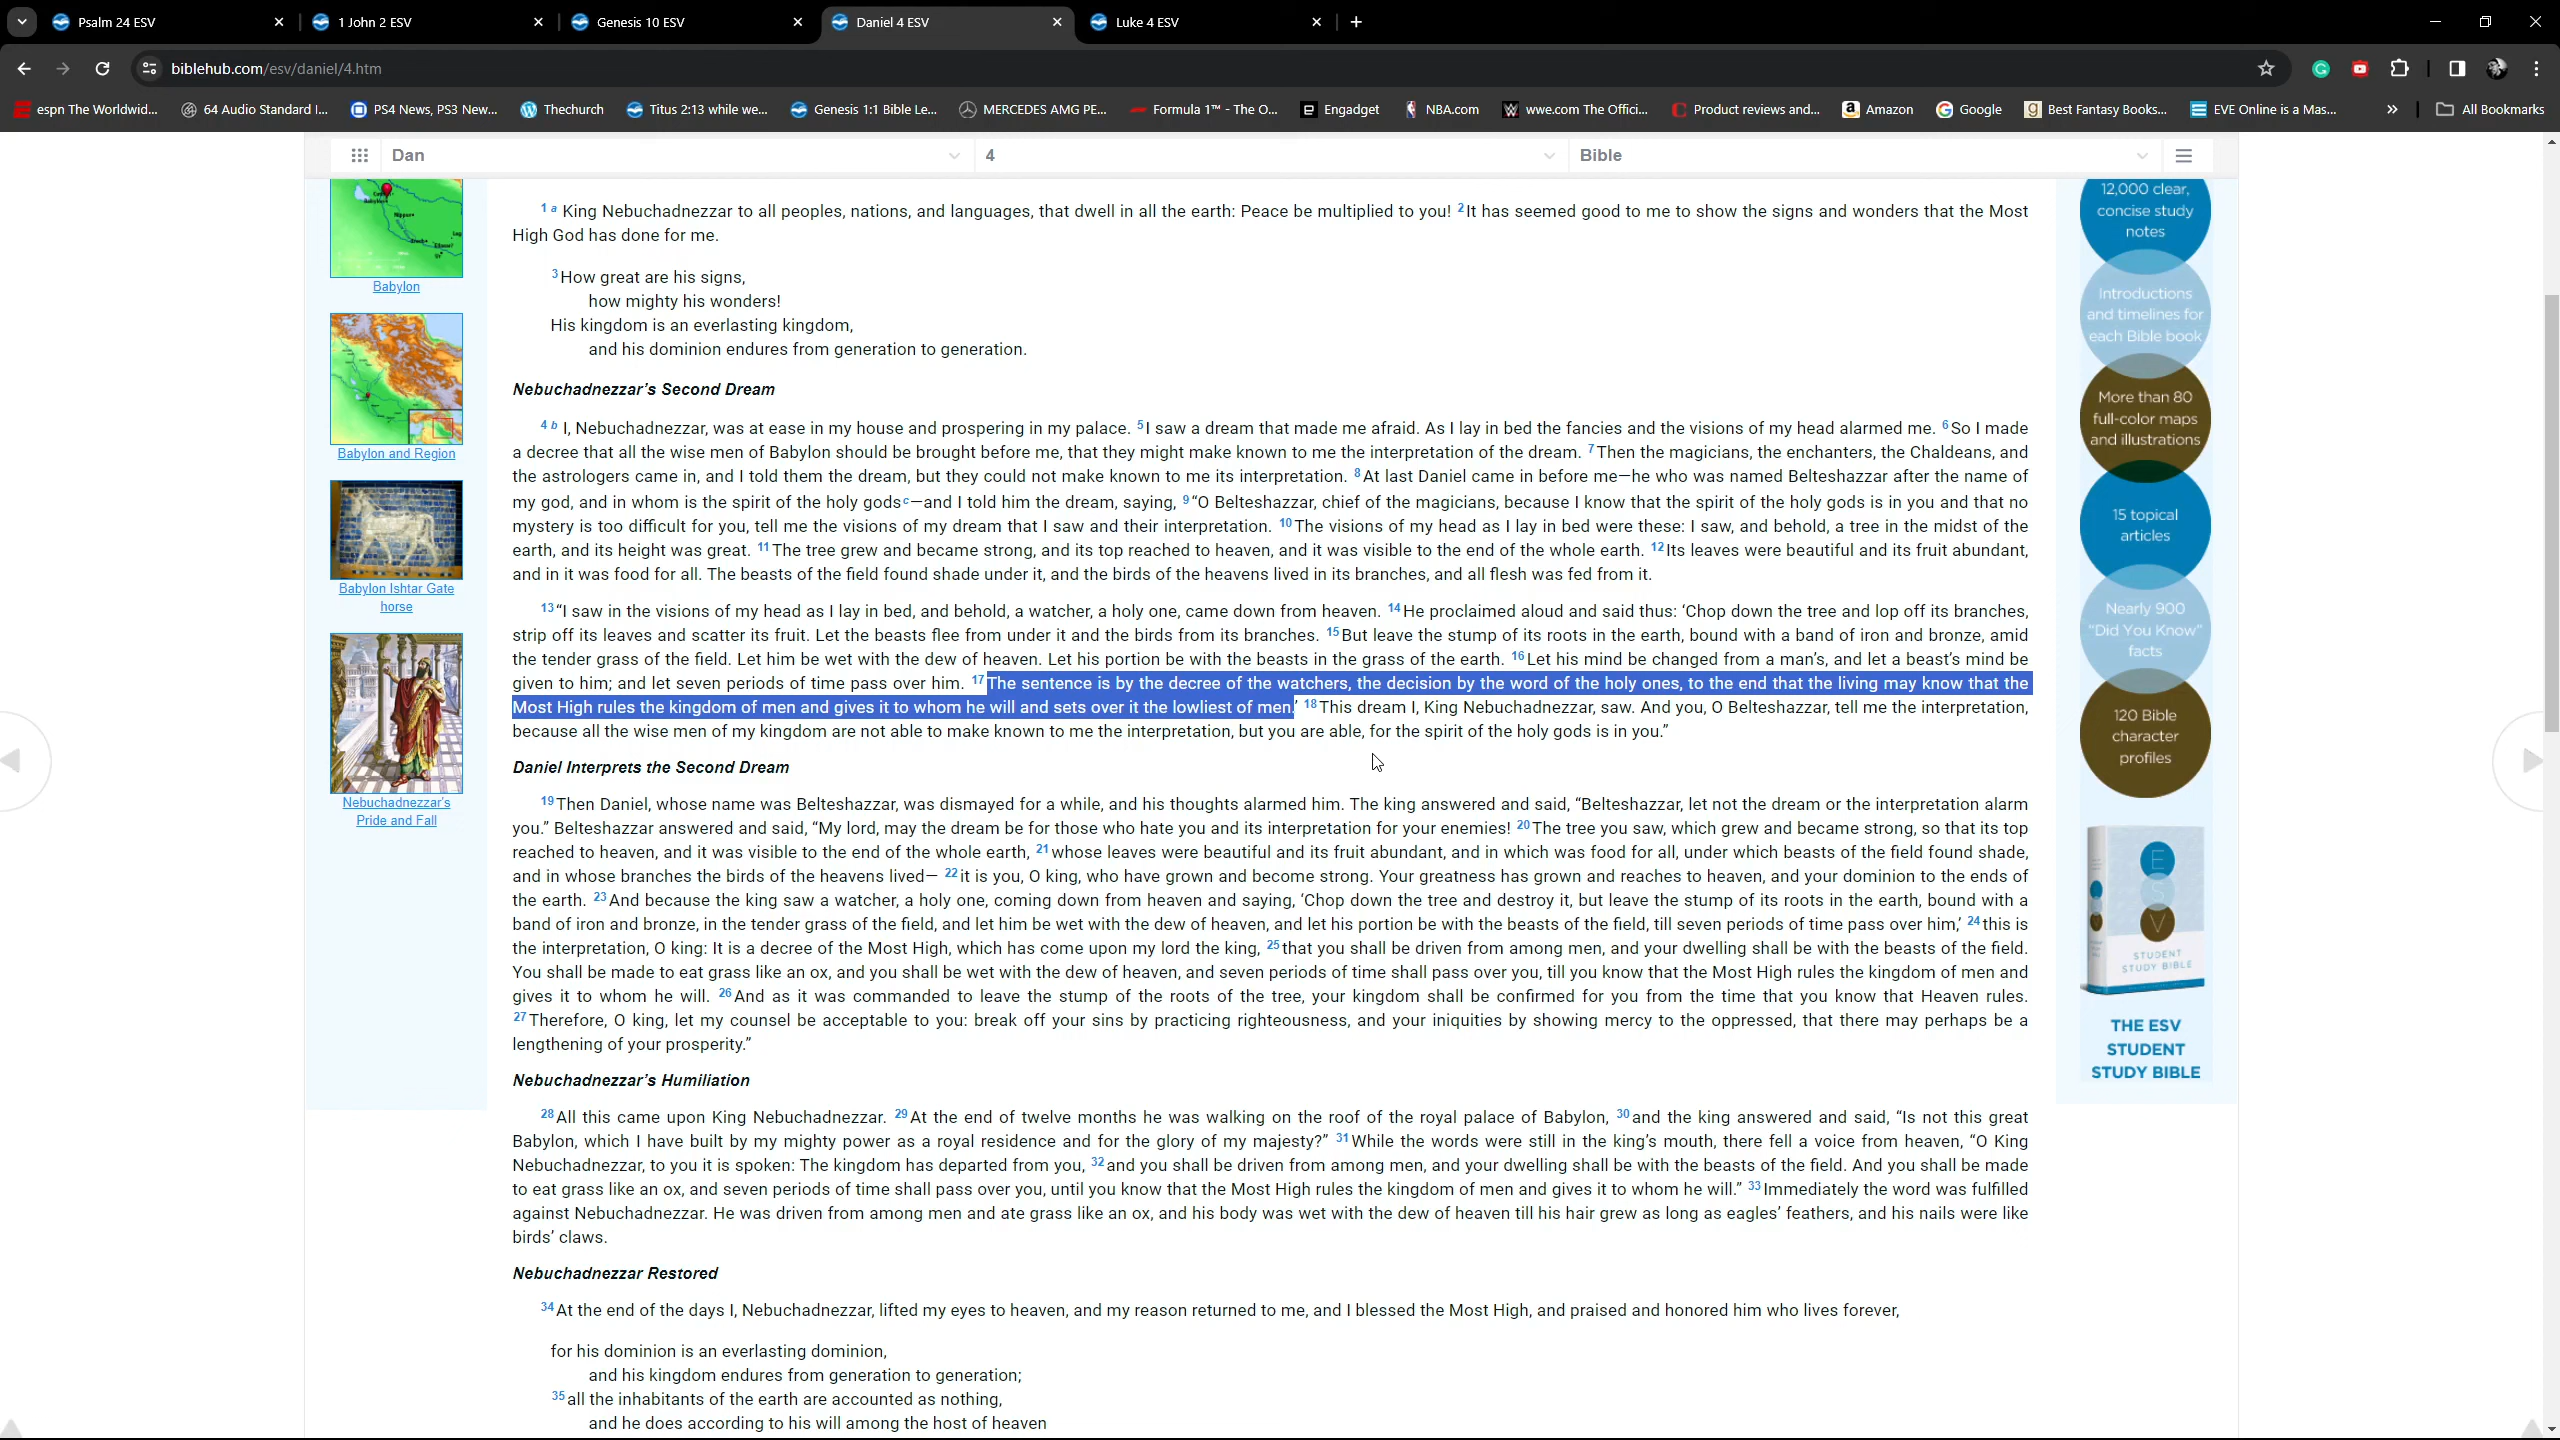 Psalm 24 ESV
1 John 2 ESV
Genesis 10 ESV
Daniel 4 ESV
Luke 4 ESV
biblehub.com/esv/daniel/4.htm
espn The Worldwid...
64 Audio Standard I...
PS4 News, PS3 New...
Thechurch
Titus 2:13 while we...
Genesis 1:1 Bible Le...
MERCEDES AMG PE...
Formula 1™ - The O...
Engadget
NBA.com
wwe.com The Offici...
Product reviews and...
Amazon
Google
Best Fantasy Books...
EVE Online is a Mas...
All Bookmarks
Dan
4
Bible
Babylon
Babylon and Region
Babylon Ishtar Gate
horse
Nebuchadnezzar's
Pride and Fall
1 a King Nebuchadnezzar to all peoples, nations, and languages, that dwell in all the earth: Peace be multiplied to you! 2It has seemed good to me to show the signs and wonders that the Most
High God has done for me.
3How great are his signs,
how mighty his wonders!
His kingdom is an everlasting kingdom,
and his dominion endures from generation to generation.
Nebuchadnezzar's Second Dream
4 b I, Nebuchadnezzar, was at ease in my house and prospering in my palace. 5I saw a dream that made me afraid. As I lay in bed the fancies and the visions of my head alarmed me. 6So I made
a decree that all the wise men of Babylon should be brought before me, that they might make known to me the interpretation of the dream. 7Then the magicians, the enchanters, the Chaldeans, and
the astrologers came in, and I told them the dream, but they could not make known to me its interpretation. 8At last Daniel came in before me—he who was named Belteshazzar after the name of
my god, and in whom is the spirit of the holy godsc—and I told him the dream, saying, 9“O Belteshazzar, chief of the magicians, because I know that the spirit of the holy gods is in you and that no
mystery is too difficult for you, tell me the visions of my dream that I saw and their interpretation. 10The visions of my head as I lay in bed were these: I saw, and behold, a tree in the midst of the
earth, and its height was great. 11The tree grew and became strong, and its top reached to heaven, and it was visible to the end of the whole earth. 12Its leaves were beautiful and its fruit abundant,
and in it was food for all. The beasts of the field found shade under it, and the birds of the heavens lived in its branches, and all flesh was fed from it.
13“I saw in the visions of my head as I lay in bed, and behold, a watcher, a holy one, came down from heaven. 14He proclaimed aloud and said thus: ‘Chop down the tree and lop off its branches,
strip off its leaves and scatter its fruit. Let the beasts flee from under it and the birds from its branches. 15But leave the stump of its roots in the earth, bound with a band of iron and bronze, amid
the tender grass of the field. Let him be wet with the dew of heaven. Let his portion be with the beasts in the grass of the earth. 16Let his mind be changed from a man’s, and let a beast’s mind be
given to him; and let seven periods of time pass over him. 17The sentence is by the decree of the watchers, the decision by the word of the holy ones, to the end that the living may know that the
Most High rules the kingdom of men and gives it to whom he will and sets over it the lowliest of men.’ 18This dream I, King Nebuchadnezzar, saw. And you, O Belteshazzar, tell me the interpretation,
because all the wise men of my kingdom are not able to make known to me the interpretation, but you are able, for the spirit of the holy gods is in you.”
Daniel Interprets the Second Dream
19Then Daniel, whose name was Belteshazzar, was dismayed for a while, and his thoughts alarmed him. The king answered and said, “Belteshazzar, let not the dream or the interpretation alarm
you.” Belteshazzar answered and said, “My lord, may the dream be for those who hate you and its interpretation for your enemies! 20The tree you saw, which grew and became strong, so that its top
reached to heaven, and it was visible to the end of the whole earth, 21whose leaves were beautiful and its fruit abundant, and in which was food for all, under which beasts of the field found shade,
and in whose branches the birds of the heavens lived— 22it is you, O king, who have grown and become strong. Your greatness has grown and reaches to heaven, and your dominion to the ends of
the earth. 23And because the king saw a watcher, a holy one, coming down from heaven and saying, ‘Chop down the tree and destroy it, but leave the stump of its roots in the earth, bound with a
band of iron and bronze, in the tender grass of the field, and let him be wet with the dew of heaven, and let his portion be with the beasts of the field, till seven periods of time pass over him,’ 24this is
the interpretation, O king: It is a decree of the Most High, which has come upon my lord the king, 25that you shall be driven from among men, and your dwelling shall be with the beasts of the field.
You shall be made to eat grass like an ox, and you shall be wet with the dew of heaven, and seven periods of time shall pass over you, till you know that the Most High rules the kingdom of men and
gives it to whom he will. 26And as it was commanded to leave the stump of the roots of the tree, your kingdom shall be confirmed for you from the time that you know that Heaven rules.
27Therefore, O king, let my counsel be acceptable to you: break off your sins by practicing righteousness, and your iniquities by showing mercy to the oppressed, that there may perhaps be a
lengthening of your prosperity.”
Nebuchadnezzar's Humiliation
28All this came upon King Nebuchadnezzar. 29At the end of twelve months he was walking on the roof of the royal palace of Babylon, 30and the king answered and said, “Is not this great
Babylon, which I have built by my mighty power as a royal residence and for the glory of my majesty?” 31While the words were still in the king’s mouth, there fell a voice from heaven, “O King
Nebuchadnezzar, to you it is spoken: The kingdom has departed from you, 32and you shall be driven from among men, and your dwelling shall be with the beasts of the field. And you shall be made
to eat grass like an ox, and seven periods of time shall pass over you, until you know that the Most High rules the kingdom of men and gives it to whom he will.” 33Immediately the word was fulfilled
against Nebuchadnezzar. He was driven from among men and ate grass like an ox, and his body was wet with the dew of heaven till his hair grew as long as eagles’ feathers, and his nails were like
birds’ claws.
Nebuchadnezzar Restored
34At the end of the days I, Nebuchadnezzar, lifted my eyes to heaven, and my reason returned to me, and I blessed the Most High, and praised and honored him who lives forever,
for his dominion is an everlasting dominion,
and his kingdom endures from generation to generation;
35all the inhabitants of the earth are accounted as nothing,
and he does according to his will among the host of heaven
12,000 clear,
concise study
notes
Introductions
and timelines for
each Bible book
More than 80
full-color maps
and illustrations
15 topical
articles
Nearly 900
"Did You Know"
facts
120 Bible
character
profiles
E
S
V
STUDENT
STUDY BIBLE
THE ESV
STUDENT
STUDY BIBLE